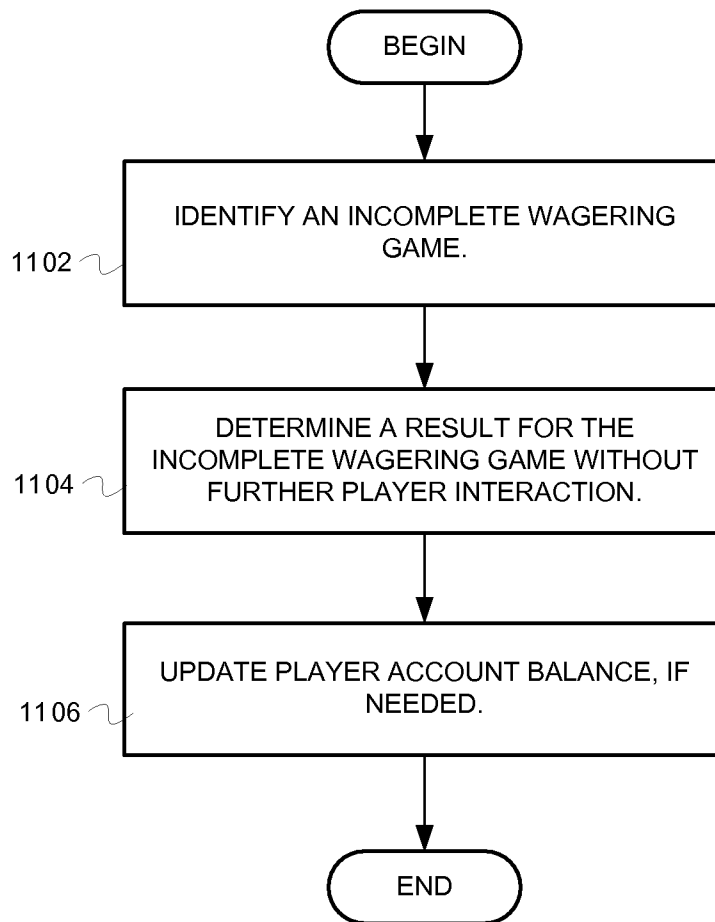 BEGIN
IDENTIFY AN INCOMPLETE WAGERING
GAME.
1102
DETERMINE A RESULT FOR THE
INCOMPLETE WAGERING GAME WITHOUT
FURTHER PLAYER INTERACTION.
1104
UPDATE PLAYER ACCOUNT BALANCE, IF
NEEDED.
1106
END